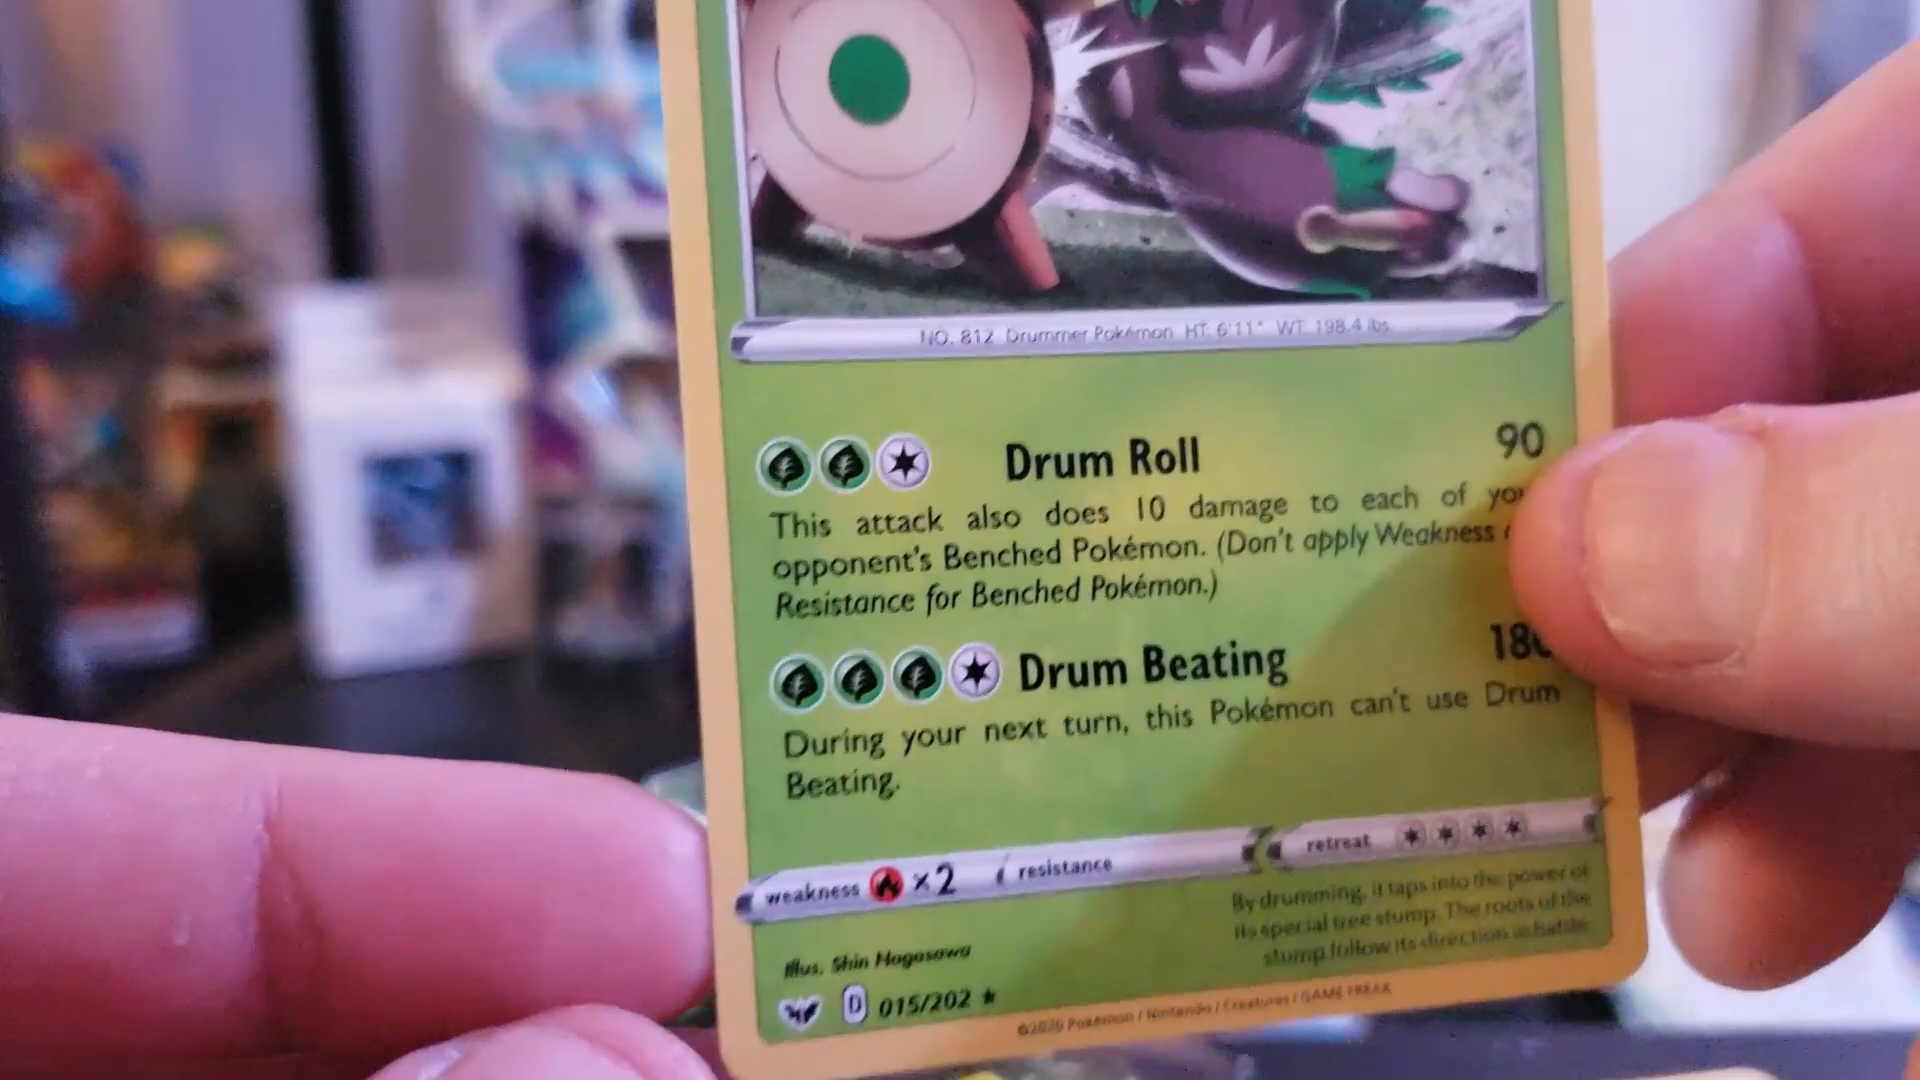 NO. 812 Drummer Pokémon HT: 6'11" WT: 198.4 lbs.
Drum Roll 90
This attack also does 10 damage to each of
opponent's Benched Pokémon. (Don't apply Weakness
Resistance for Benched Pokémon.)
Drum Beating 18
During your next turn, this Pokémon can't use Drum
Beating.
weakness ×2 resistance retreat
By drumming, it taps into the power of
its special tree stump. The roots of the
stump follow its direction in battle.
Illus. Shin Nagasawa
D 015/202
©2020 Pokémon / Nintendo / Creatures / GAME FREAK